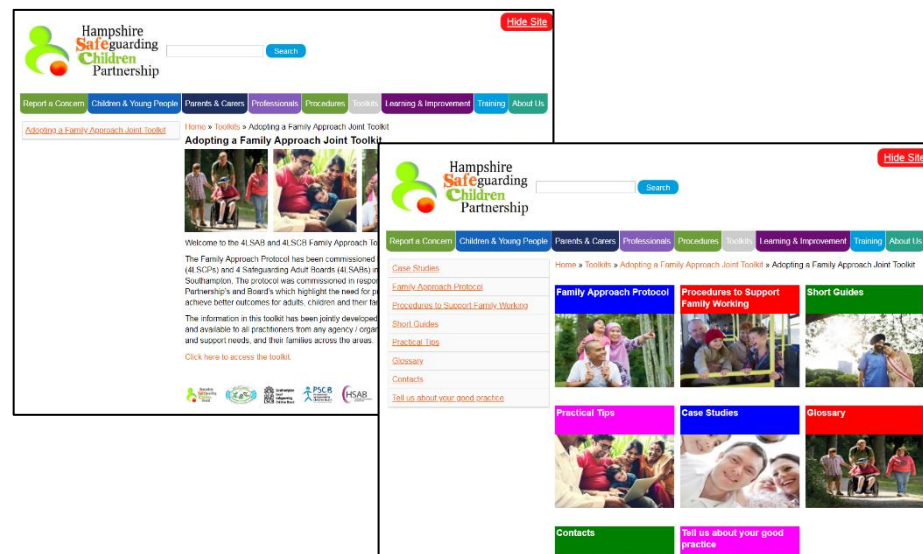 Hide Site
Hampshire
Safeguarding
Children
Partnership
Search
Report a Concern Children & Young People Parents & Carers Professionals Procedures Toolkits Learning & Improvement Training About Us
Adopting a Family Approach Joint Toolkit
Home » Toolkits » Adopting a Family Approach Joint Toolkit
Adopting a Family Approach Joint Toolkit
Welcome to the 4LSAB and 4LSCB Family Approach To
The Family Approach Protocol has been commissioned
(4LSCPs) and 4 Safeguarding Adult Boards (4LSABs) in
Southampton. The protocol was commissioned in respon
Partnership's and Board's which highlight the need for p
achieve better outcomes for adults, children and their fam
The information in this toolkit has been jointly developed
and available to all practitioners from any agency / organ
and support needs, and their families across the areas.
Click here to access the toolkit.
PSCB
HSAB
Hide Site
Hampshire
Safeguarding
Children
Partnership
Search
Report a Concern Children & Young People Parents & Carers Professionals Procedures Toolkits Learning & Improvement Training About Us
Case Studies
Family Approach Protocol
Procedures to Support Family Working
Short Guides
Practical Tips
Glossary
Contacts
Tell us about your good practice
Home » Toolkits » Adopting a Family Approach Joint Toolkit » Adopting a Family Approach Joint Toolkit
Family Approach Protocol
Procedures to Support
Family Working
Short Guides
Practical Tips
Case Studies
Glossary
Contacts
Tell us about your good
practice